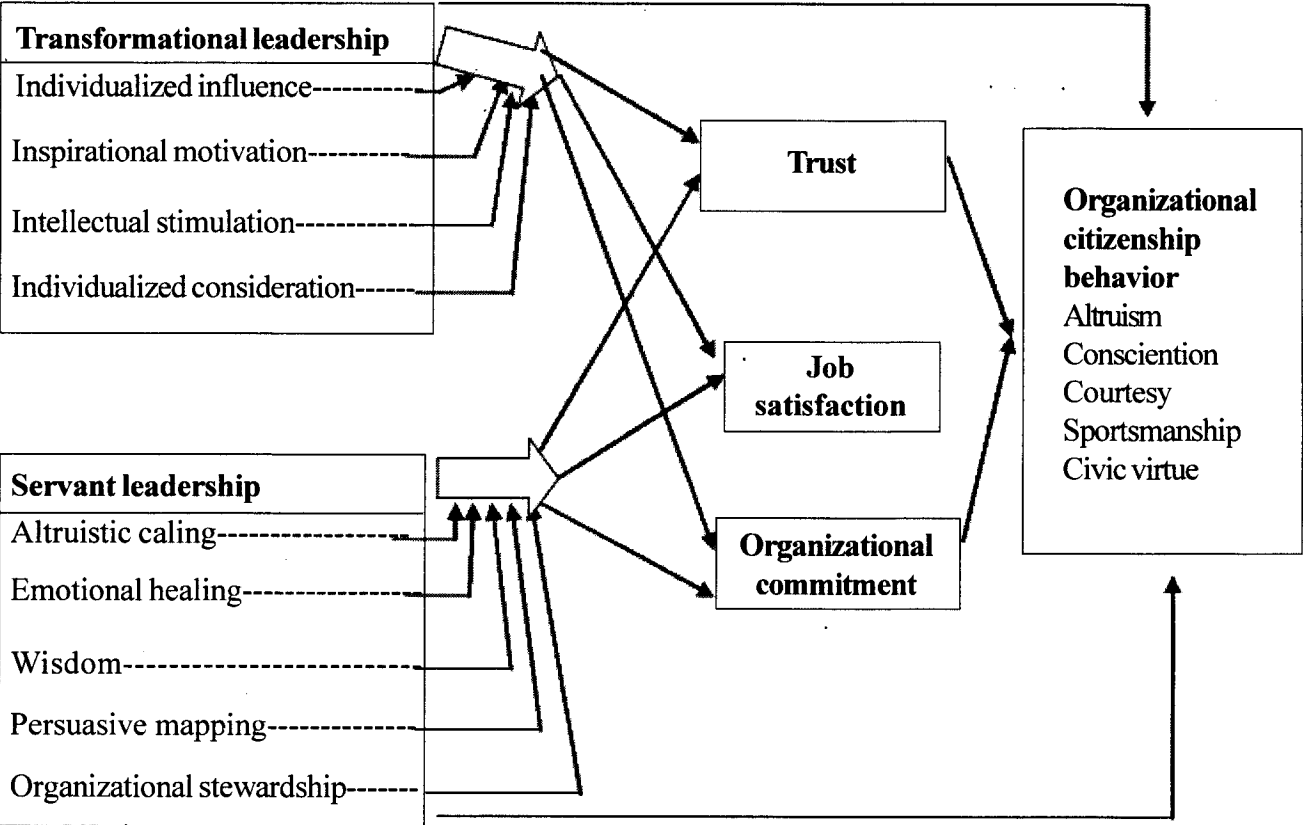 Transformational leadership
Individualized influence
Inspirational motivation
Intellectual stimulation
Individualized consideration
Servant leadership
Altruistic caling
Emotional healing
Wisdom
Persuasive mapping
Organizational stewardship
Trust
Job
satisfaction
Organizational
commitment
Organizational
citizenship
behavior
Altruism
Conscention
Courtesy
Sportsmanship
Civic virtue